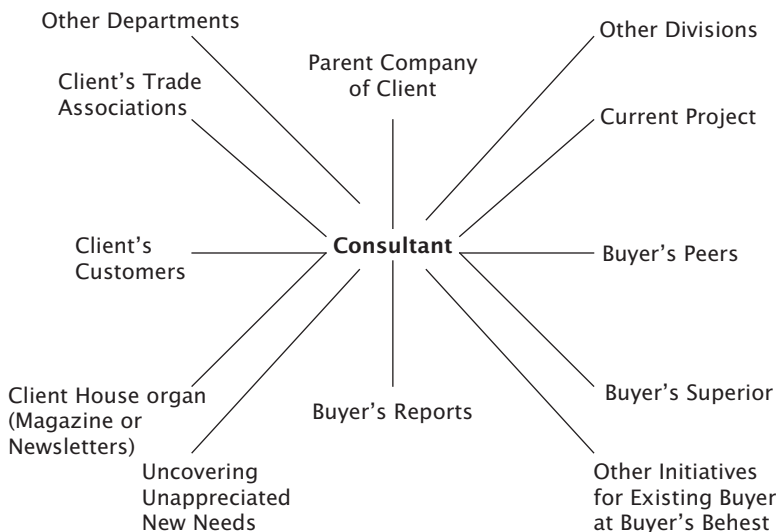 Other Departments
Other Divisions
Parent Company
of Client
Client’s Trade
Associations
Current Project
Client’s
Customers
Consultant
Buyer’s Peers
Client House organ
(Magazine or
Newsletters)
Buyer’s Reports
Buyer’s Superior
Uncovering
Unappreciated
New Needs
Other Initiatives
for Existing Buyer
at Buyer’s Behest